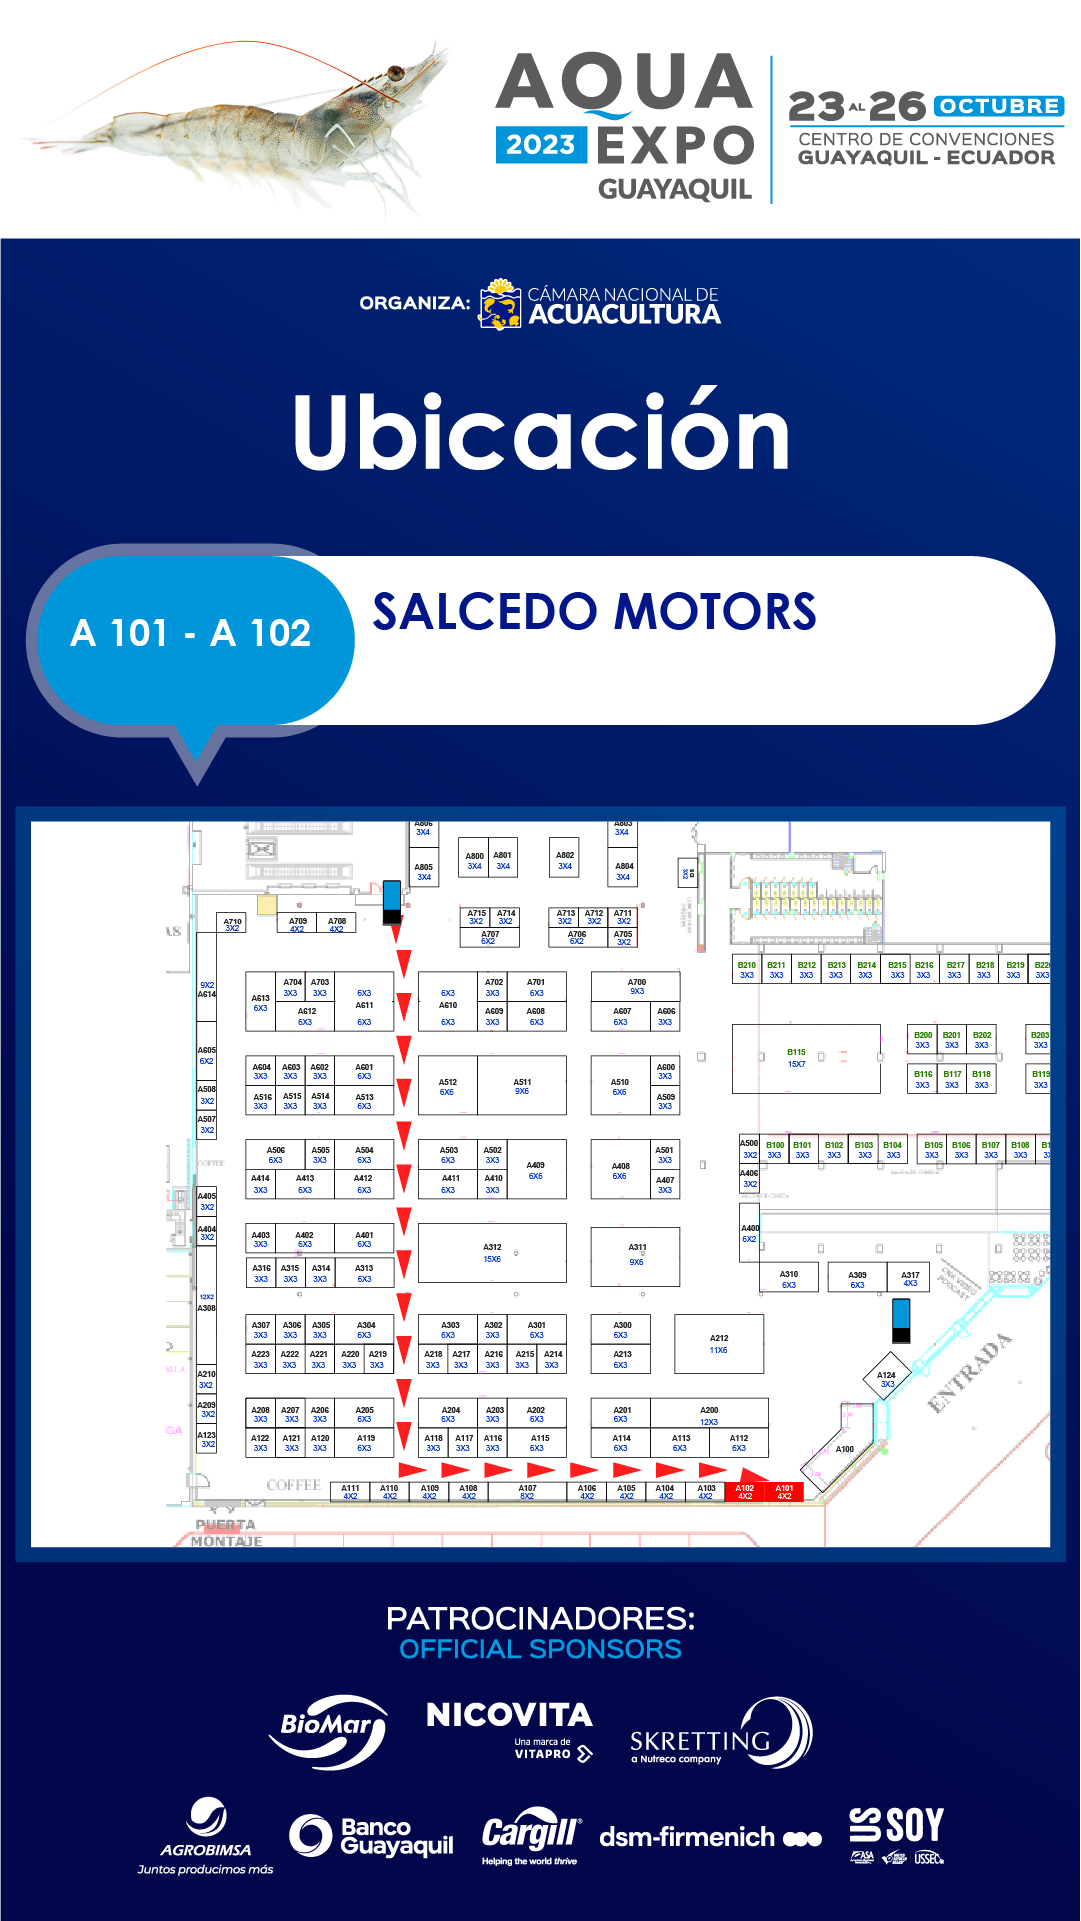 AQUA
2023 EXPO
GUAYAQUIL
23 AL 26 OCTUBRE
CENTRO DE CONVENCIONES
GUAYAQUIL - ECUADOR
ORGANIZA:
CÁMARA NACIONAL DE
ACUACULTURA
Ubicación
A 101 - A 102
SALCEDO MOTORS
A806 A803
3X4 3X4
A800 A801 A802
3X4 3X4 3X4
A805 A804
3X4 3X4
A710 A709 A708
3X2 4X2 4X2
A715 A714 A713 A712 A711
3X2 3X2 3X2 3X2 3X2
A707 A706 A705
6X2 6X2 3X2
B210 B211 B212 B213 B214 B215 B216 B217 B218 B219
3X3 3X3 3X3 3X3 3X3 3X3 3X3 3X3 3X3 3X3 3X3
9X2
A614
A613
6X3
A704 A703
3X3 3X3 6X3
A612 A611
6X3 6X3
6X3 A702 A701
A610 3X3 6X3
6X3 A609 A608
3X3 6X3
A700
9X3
A607 A606
6X3 3X3
B115
15X7
B200 B201 B202 B203
3X3 3X3 3X3 3X3
B116 B117 B118 B119
3X3 3X3 3X3 3X3
A605
6X2
A508
3X2
A507
3X2
A604 A603 A602 A601
3X3 3X3 3X3 6X3
A516 A515 A514 A513
3X3 3X3 3X3 6X3
A512 A511
6X6 9X6
A510
6X6
A600
3X3
A509
3X3
A506 A505 A504
6X3 3X3 6X3
A414 A413 A412
3X3 6X3 6X3
A503 A502
6X3 3X3
A411 A410
6X3 3X3
A409
6X6
A408
6X6
A501
3X3
A407
3X3
A500 B100 B101 B102 B103 B104 B105 B106 B107 B108
3X2 3X3 3X3 3X3 3X3 3X3 3X3 3X3 3X3 3X3 3X3
A406
3X2
COFFEE
A405
3X2
A404
3X2
12X2
A308
A403 A402 A401
3X3 6X3 6X3
A316 A315 A314 A313
3X3 3X3 3X3 6X3
A312
15X6
A311
9X6
A400
6X2
A310 A309 A317
6X3 6X3 4X3
A307 A306 A305 A304
3X3 3X3 3X3 6X3
A223 A222 A221 A220 A219
3X3 3X3 3X3 3X3 3X3
A303 A302 A301
6X3 3X3 6X3
A218 A217 A216 A215 A214
3X3 3X3 3X3 3X3 3X3
A300
6X3
A213
6X3
A212
11X6
A124
3X3
ENTRADA
A210
3X2
A209
3X2
A123
3X2
A208 A207 A206 A205
3X3 3X3 3X3 6X3
A122 A121 A120 A119
3X3 3X3 3X3 6X3
A204 A203 A202
6X3 3X3 6X3
A118 A117 A116 A115
3X3 3X3 3X3 6X3
A201 A200
6X3 12X3
A114 A113 A112
6X3 6X3 6X3
A100
COFFEE
A111 A110 A109 A108 A107 A106 A105 A104 A103 A102 A101
4X2 4X2 4X2 4X2 8X2 4X2 4X2 4X2 4X2 4X2 4X2
PUERTA
MONTAJE
PATROCINADORES:
OFFICIAL SPONSORS
BioMar
NICOVITA
Una marca de
VITAPRO
SKRETTING
a Nutreco company
AGROBIMSA
Juntos producimos más
Banco
Guayaquil
Cargill®
Helping the world thrive
dsm-firmenich
US SOY
ASA
USSEC